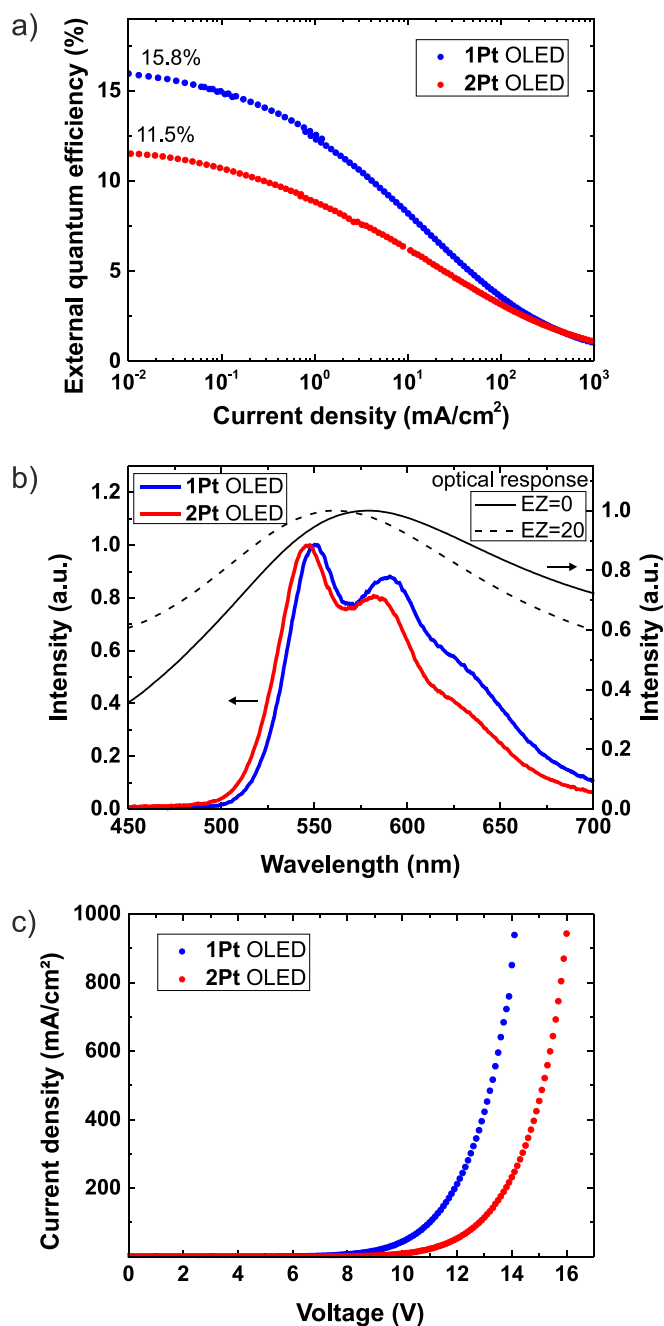 a)
External quantum efficiency (%)
15
10
5
0
15.8%
11.5%
1Pt OLED
2Pt OLED
10⁻² 10⁻¹ 10⁰ 10¹ 10² 10³
Current density (mA/cm²)
b)
Intensity (a.u.)
1.2
1.0
0.8
0.6
0.4
0.2
0.0
1Pt OLED
2Pt OLED
optical response
EZ=0
EZ=20
1.0
0.8
0.6
0.4
0.2
0.0
Intensity (a.u.)
450 500 550 600 650 700
Wavelength (nm)
c)
Current density (mA/cm²)
1000
800
600
400
200
1Pt OLED
2Pt OLED
0 2 4 6 8 10 12 14 16
Voltage (V)